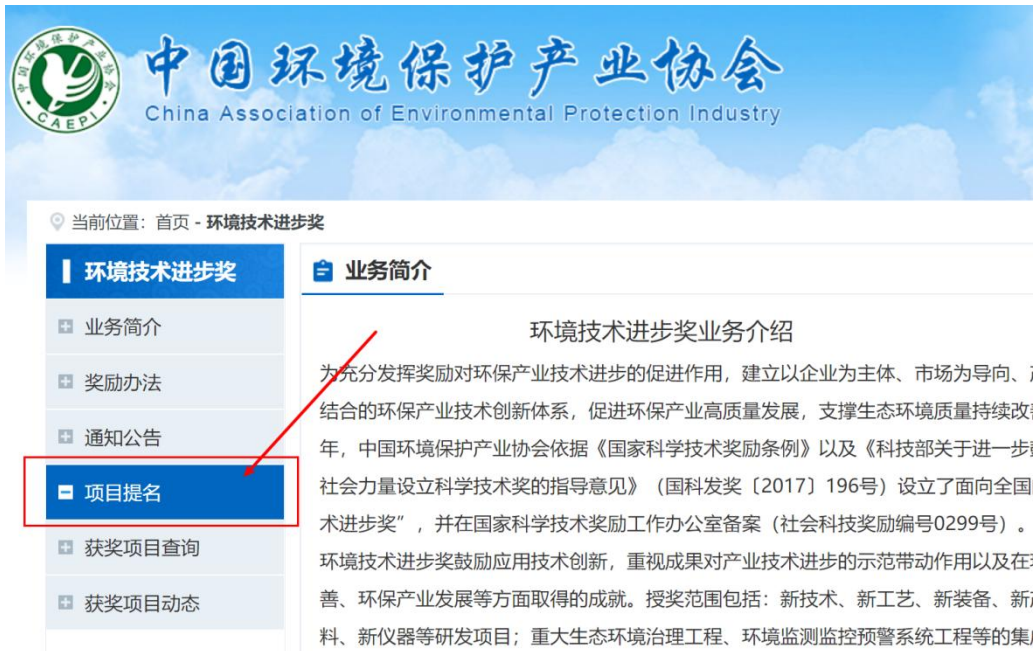 中国环境保护产业协会
China Association of Environmental Protection Industry
中国环境保护产业协会
CAEPI
当前位置：首页 - 环境技术进步奖
环境技术进步奖
业务简介
奖励办法
通知公告
项目提名
获奖项目查询
获奖项目动态
业务简介
环境技术进步奖业务介绍
为充分发挥奖励对环保产业技术进步的促进作用，建立以企业为主体、市场为导向、
结合的环保产业技术创新体系，促进环保产业高质量发展，支撑生态环境质量持续改
年，中国环境保护产业协会依据《国家科学技术奖励条例》以及《科技部关于进一步
社会力量设立科学技术奖的指导意见》（国科发奖〔2017〕196号）设立了面向全国
术进步奖”，并在国家科学技术奖励工作办公室备案（社会科技奖励编号0299号）。
环境技术进步奖鼓励应用技术创新，重视成果对产业技术进步的示范带动作用以及在
善、环保产业发展等方面取得的成就。授奖范围包括：新技术、新工艺、新装备、新
料、新仪器等研发项目；重大生态环境治理工程、环境监测监控预警系统工程等的集